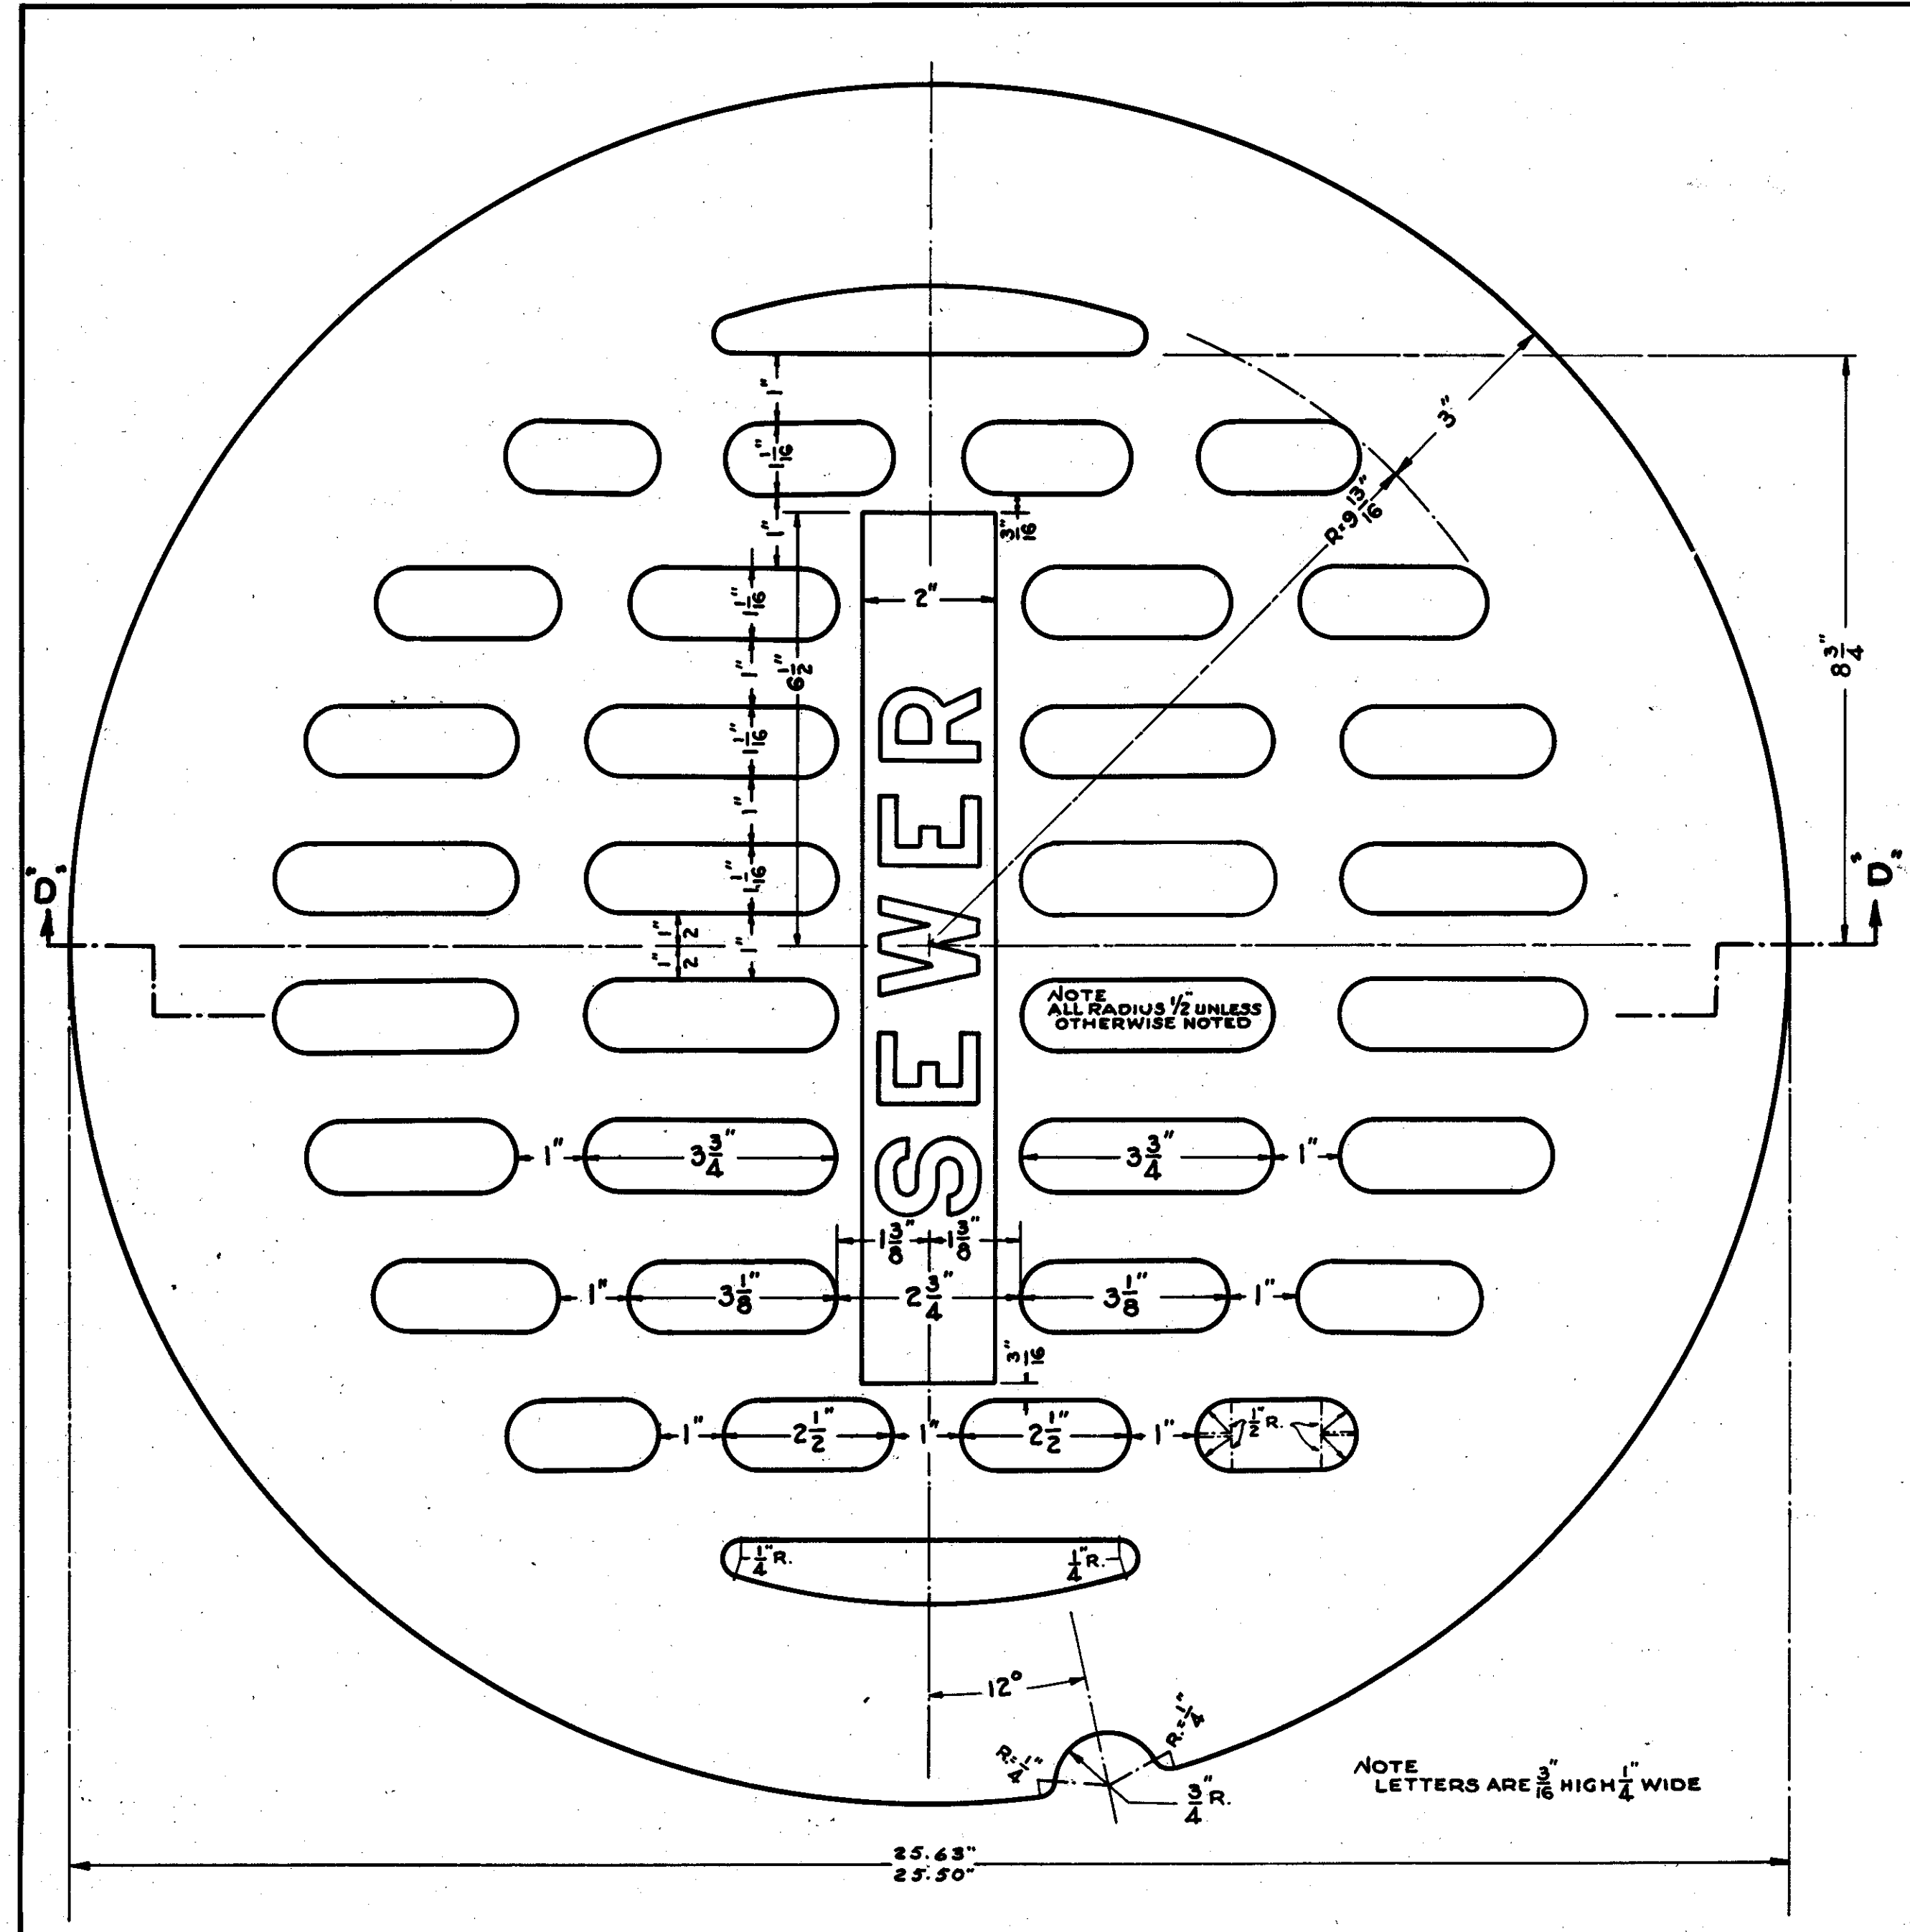 1"
1 1/16"
1"
3/16"
3"
R=9 13/16"
2"
1 1/16"
1"
6 1/2"
8 3/4"
1 1/16"
1"
1 1/16"
"D"
"D"
1/2"
1/2"
1"
SEWER
NOTE
ALL RADIUS 1/2" UNLESS
OTHERWISE NOTED
1"
3 3/4"
3 3/4"
1"
1 3/8"
1 3/8"
1"
3 1/8"
2 3/4"
3 1/8"
1"
3/16"
1"
2 1/2"
1"
2 1/2"
1"
1/2" R.
1/4" R.
1/4" R.
12°
R.=1/4"
R.=1/4"
3/4" R.
NOTE
LETTERS ARE 3/16" HIGH 1/4" WIDE
25.63"
25.50"